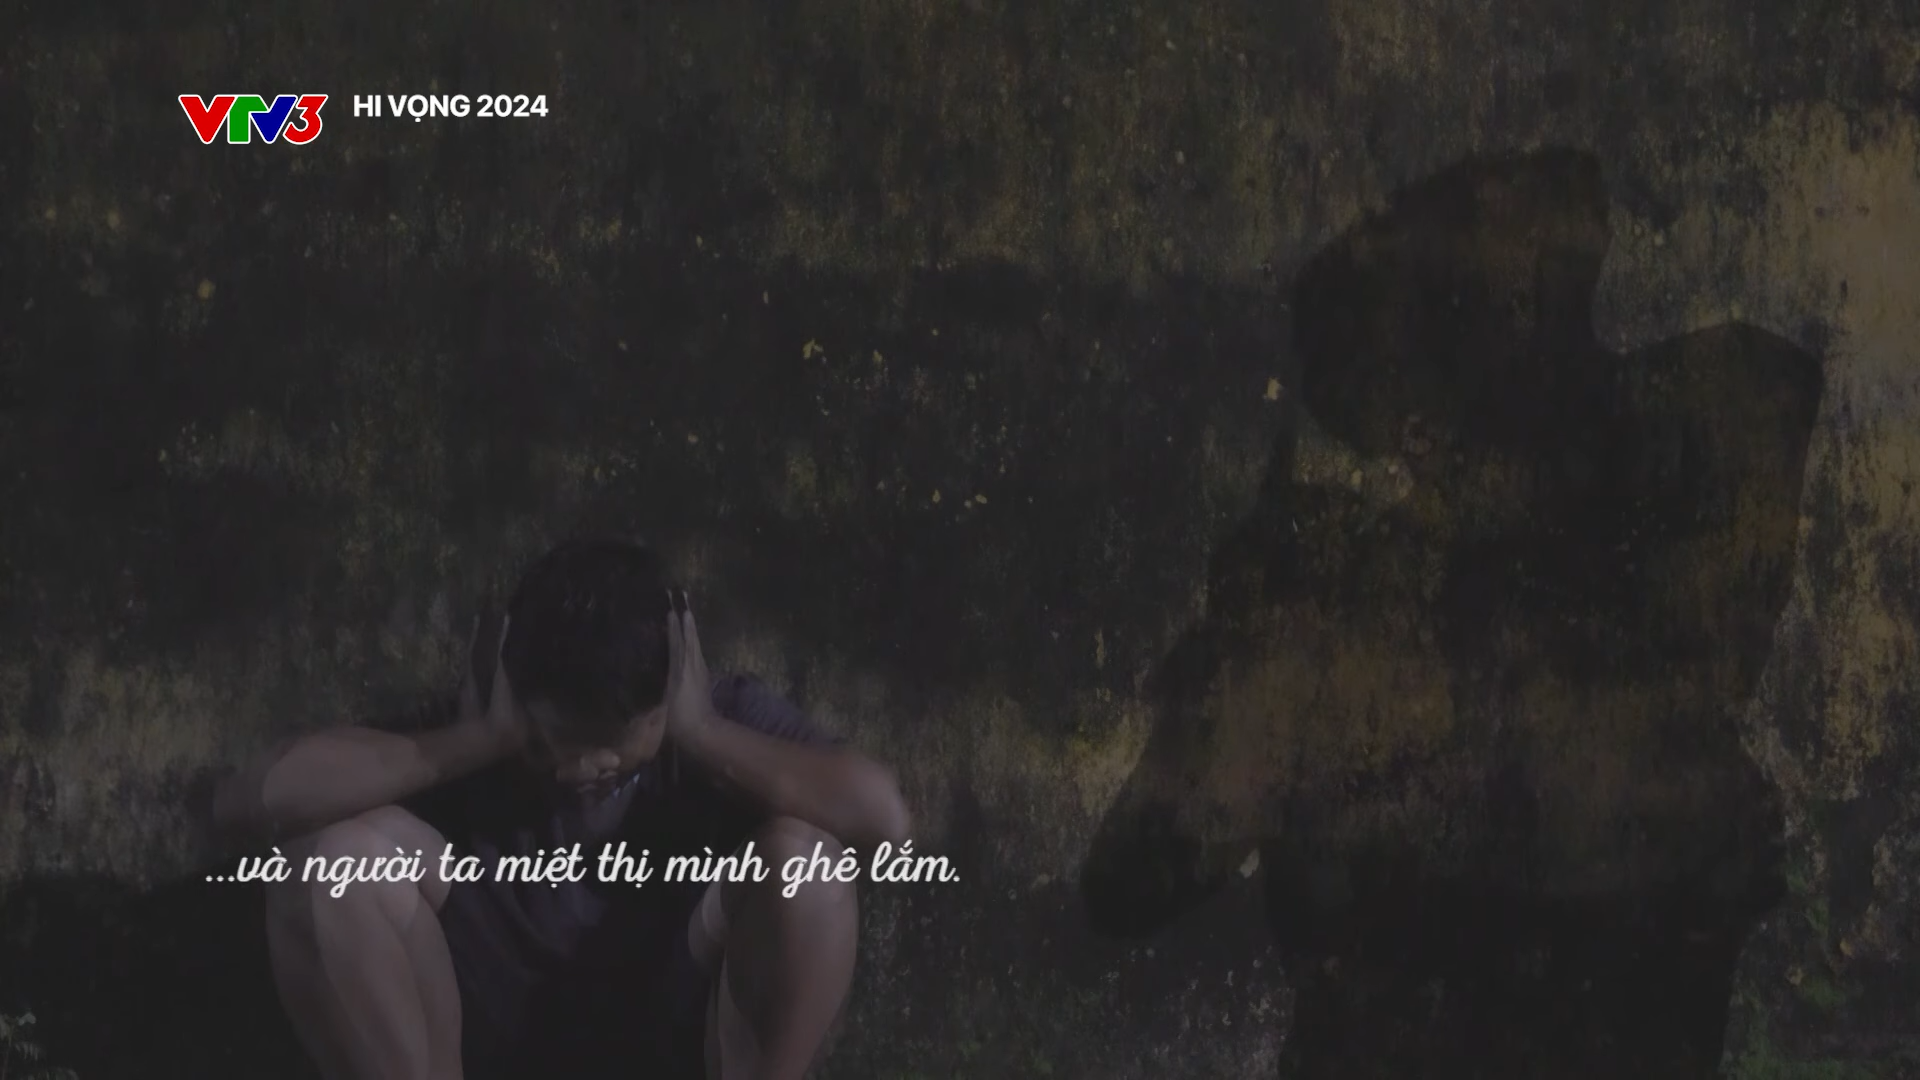 VTV3
HI VỌNG 2024
...và người ta miệt thị mình ghê lắm.